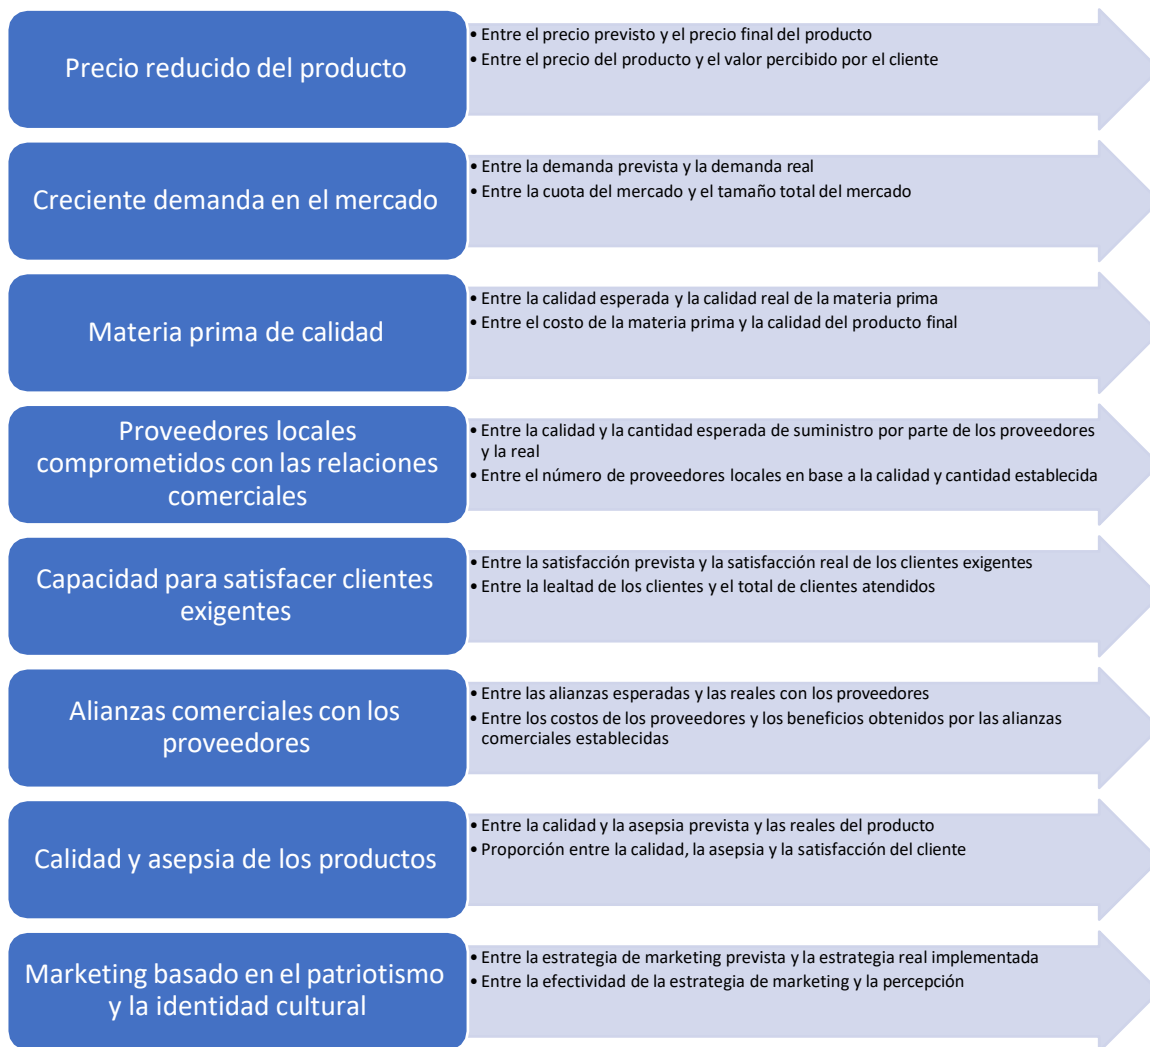 Precio reducido del producto
• Entre el precio previsto y el precio final del producto
• Entre el precio del producto y el valor percibido por el cliente
Creciente demanda en el mercado
• Entre la demanda prevista y la demanda real
• Entre la cuota del mercado y el tamaño total del mercado
Materia prima de calidad
• Entre la calidad esperada y la calidad real de la materia prima
• Entre el costo de la materia prima y la calidad del producto final
Proveedores locales
comprometidos con las relaciones
comerciales
• Entre la calidad y la cantidad esperada de suministro por parte de los proveedores
y la real
• Entre el número de proveedores locales en base a la calidad y cantidad establecida
Capacidad para satisfacer clientes
exigentes
• Entre la satisfacción prevista y la satisfacción real de los clientes exigentes
• Entre la lealtad de los clientes y el total de clientes atendidos
Alianzas comerciales con los
proveedores
• Entre las alianzas esperadas y las reales con los proveedores
• Entre los costos de los proveedores y los beneficios obtenidos por las alianzas
comerciales establecidas
Calidad y asepsia de los productos
• Entre la calidad y la asepsia prevista y las reales del producto
• Proporción entre la calidad, la asepsia y la satisfacción del cliente
Marketing basado en el patriotismo
y la identidad cultural
• Entre la estrategia de marketing prevista y la estrategia real implementada
• Entre la efectividad de la estrategia de marketing y la percepción